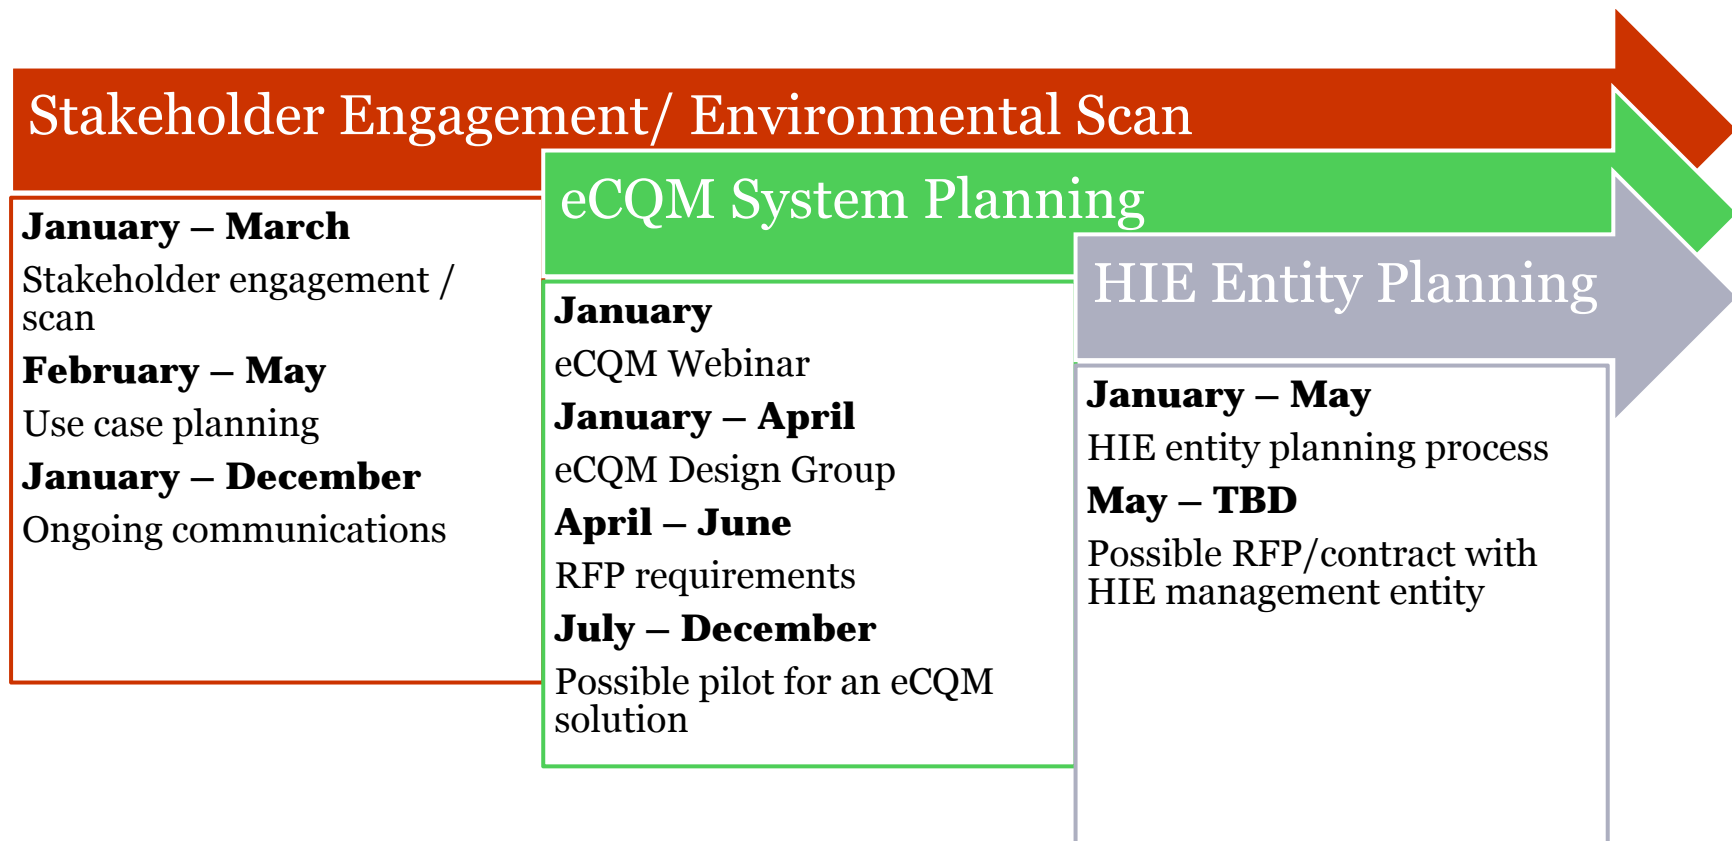 Stakeholder Engagement/ Environmental Scan
January – March
Stakeholder engagement /
scan
February – May
Use case planning
January – December
Ongoing communications
eCQM System Planning
January
eCQM Webinar
January – April
eCQM Design Group
April – June
RFP requirements
July – December
Possible pilot for an eCQM
solution
HIE Entity Planning
January – May
HIE entity planning process
May – TBD
Possible RFP/contract with
HIE management entity